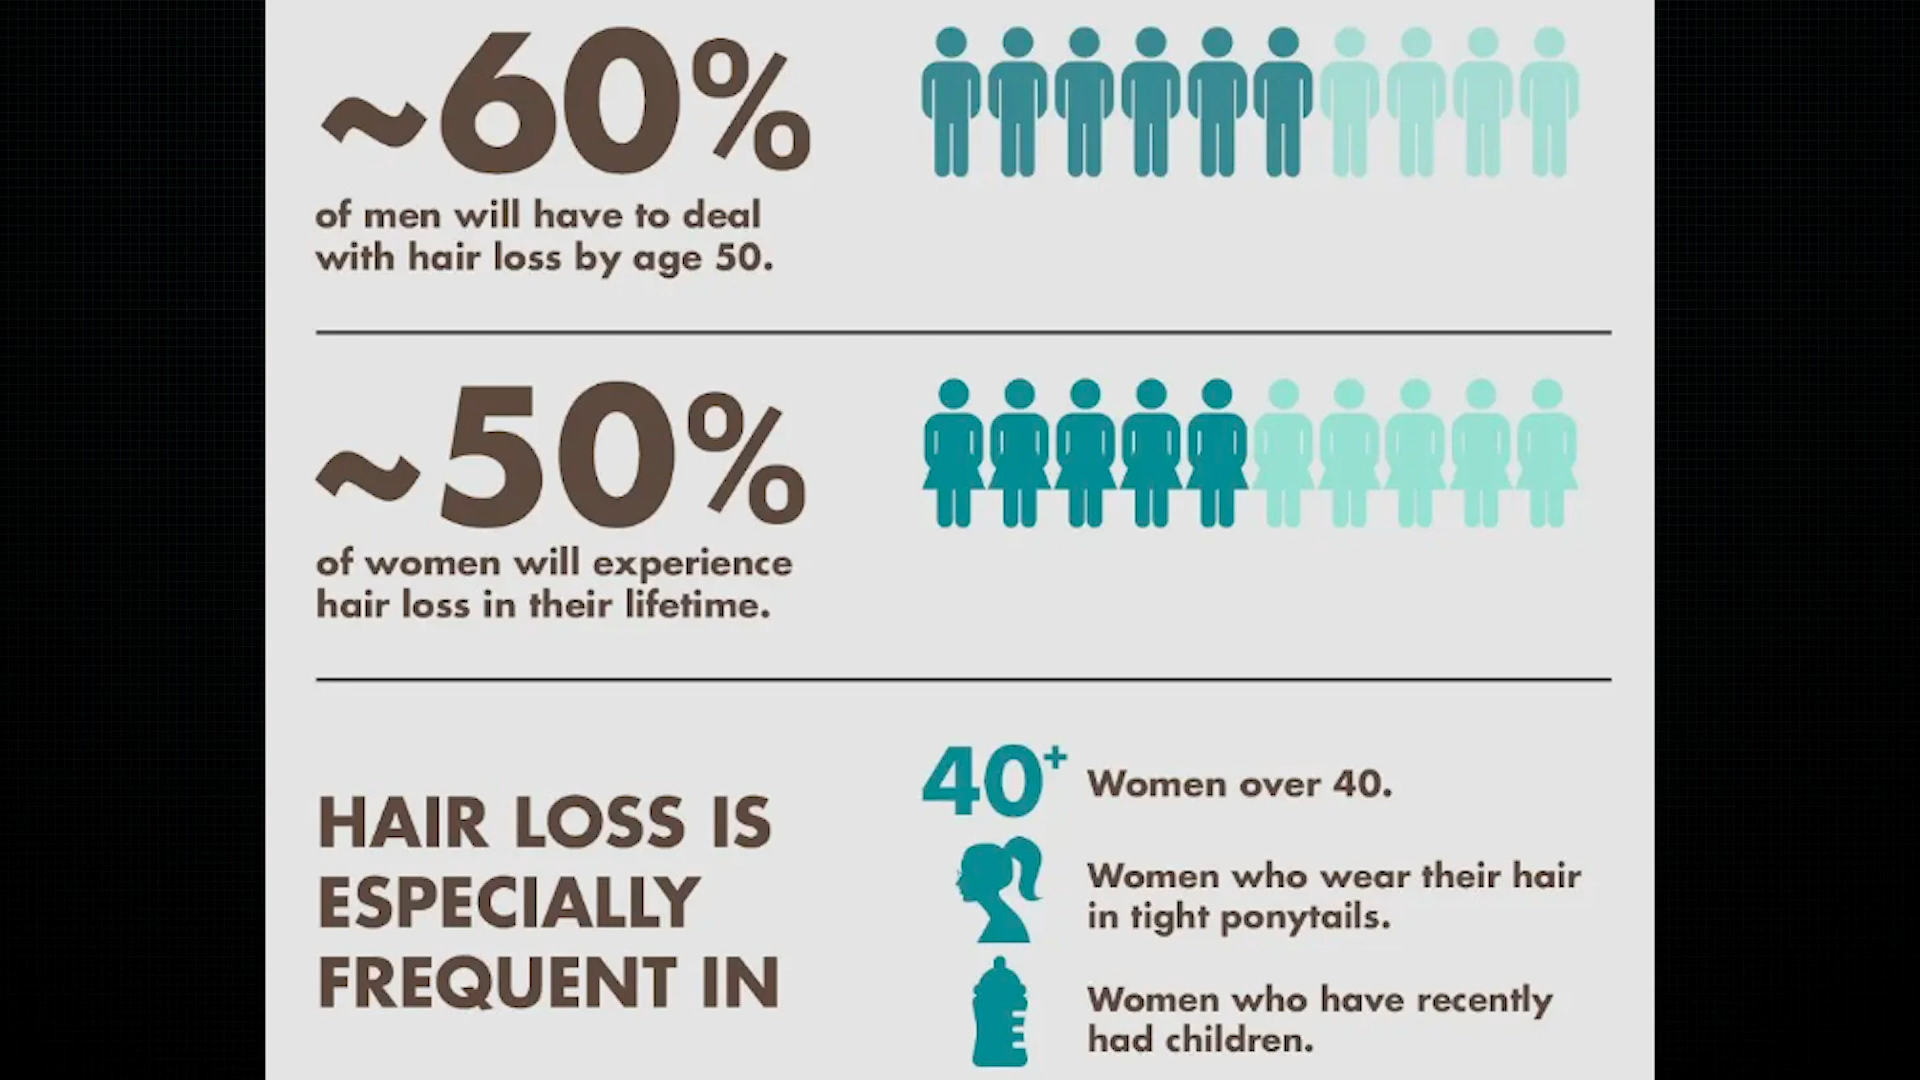 ~60%
of men will have to deal
with hair loss by age 50.
~50%
of women will experience
hair loss in their lifetime.
HAIR LOSS IS
ESPECIALLY
FREQUENT IN
40+
Women over 40.
Women who wear their hair
in tight ponytails.
Women who have recently
had children.